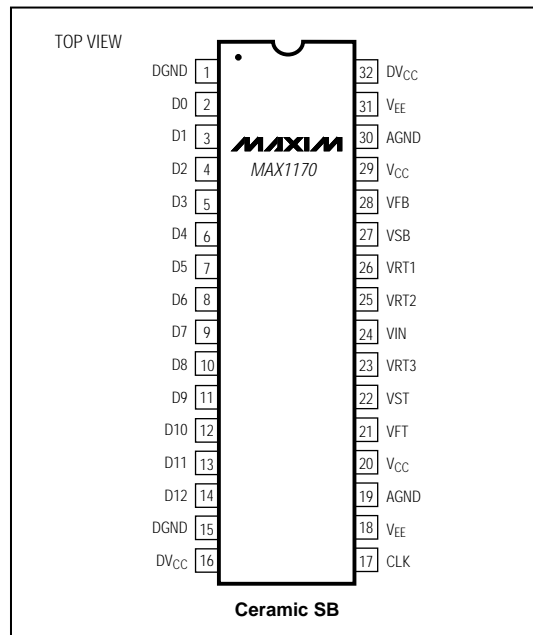 TOP VIEW
DGND 1 32 DVCC
D0 2 31 VEE
D1 3 30 AGND
MAXIM
D2 4 29 VCC
MAX1170
D3 5 28 VFB
D4 6 27 VSB
D5 7 26 VRT1
D6 8 25 VRT2
D7 9 24 VIN
D8 10 23 VRT3
D9 11 22 VST
D10 12 21 VFT
D11 13 20 VCC
D12 14 19 AGND
DGND 15 18 VEE
DVCC 16 17 CLK
Ceramic SB